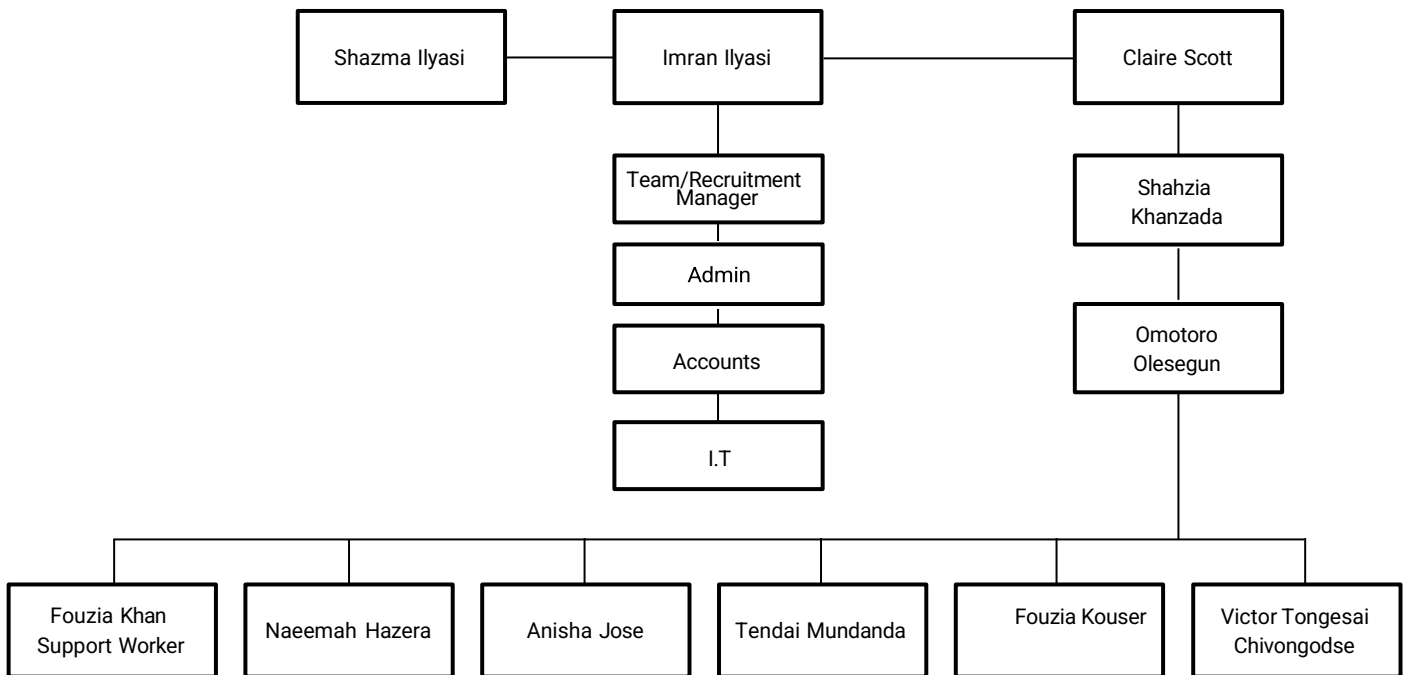 Shazma Ilyasi
Imran Ilyasi
Claire Scott
Team/Recruitment
Manager
Shahzia
Khanzada
Admin
Omotoro
Olesegun
Accounts
I.T
Fouzia Khan
Support Worker
Naeemah Hazera
Anisha Jose
Tendai Mundanda
Fouzia Kouser
Victor Tongesai
Chivongodse